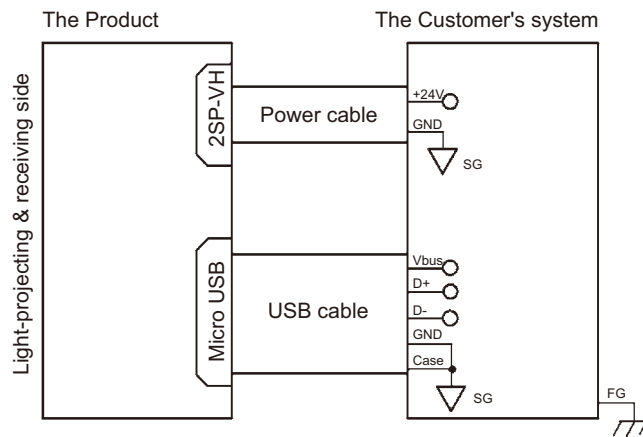 The Product
The Customer's system
Light-projecting & receiving side
2SP-VH
Power cable
+24V
GND
SG
Micro USB
USB cable
Vbus
D+
D-
GND
Case
SG
FG